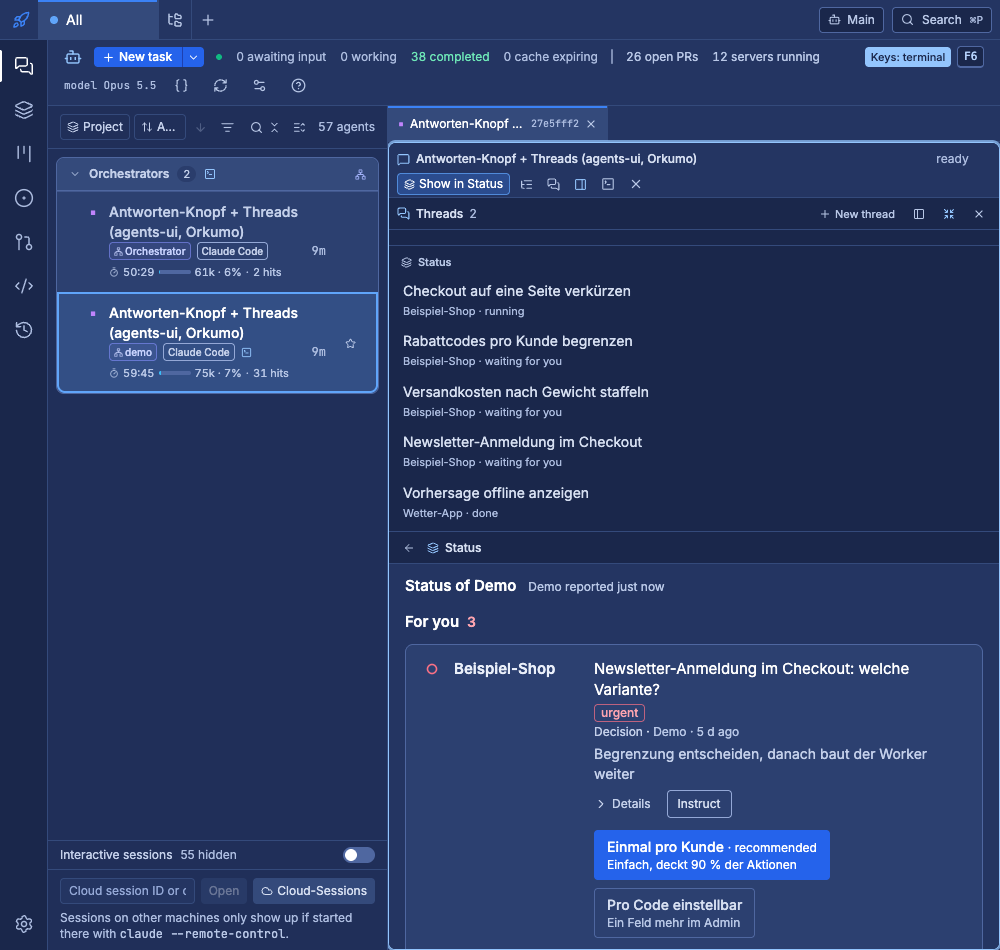 All
Main
Search ⌘P
New task
0 awaiting input 0 working 38 completed 0 cache expiring | 26 open PRs 12 servers running
Keys: terminal F6
model Opus 5.5 {}
Project
A...
57 agents
Orchestrators 2
Antworten-Knopf + Threads
(agents-ui, Orkumo)
Orchestrator Claude Code 9m
50:29 61k · 6% · 2 hits
Antworten-Knopf + Threads
(agents-ui, Orkumo)
demo Claude Code 9m
59:45 75k · 7% · 31 hits
Interactive sessions 55 hidden
Cloud session ID or c Open Cloud-Sessions
Sessions on other machines only show up if started
there with claude --remote-control.
Antworten-Knopf ... 27e5fff2
Antworten-Knopf + Threads (agents-ui, Orkumo) ready
Show in Status
Threads 2 + New thread
Status
Checkout auf eine Seite verkürzen
Beispiel-Shop · running
Rabattcodes pro Kunde begrenzen
Beispiel-Shop · waiting for you
Versandkosten nach Gewicht staffeln
Beispiel-Shop · waiting for you
Newsletter-Anmeldung im Checkout
Beispiel-Shop · waiting for you
Vorhersage offline anzeigen
Wetter-App · done
Status
Status of Demo Demo reported just now
For you 3
Beispiel-Shop
Newsletter-Anmeldung im Checkout: welche
Variante?
urgent
Decision · Demo · 5 d ago
Begrenzung entscheiden, danach baut der Worker
weiter
Details Instruct
Einmal pro Kunde · recommended
Einfach, deckt 90 % der Aktionen
Pro Code einstellbar
Ein Feld mehr im Admin